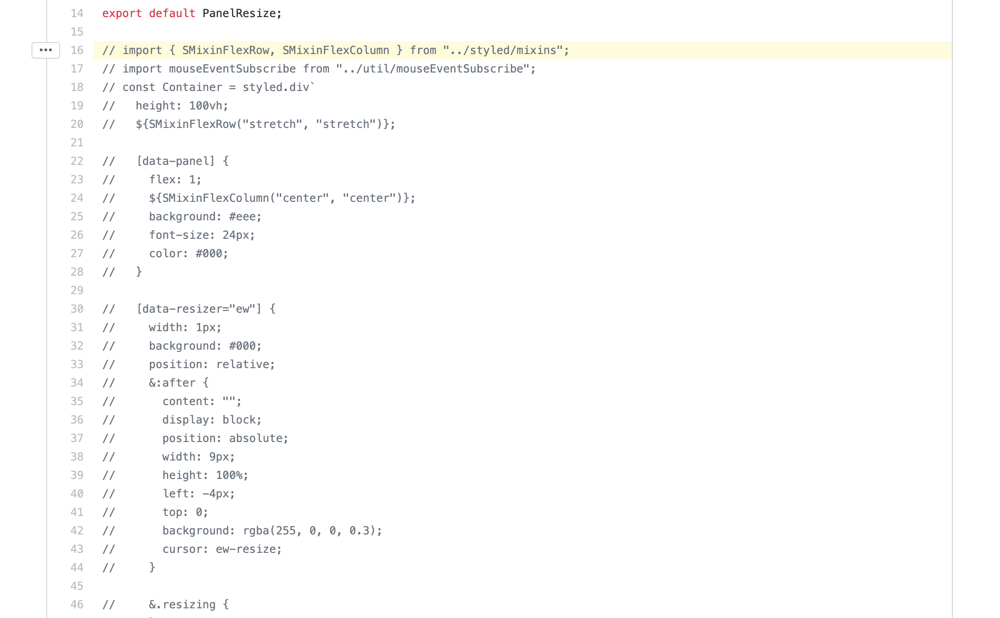 14 export default PanelResize;
15
16 // import { SMixinFlexRow, SMixinFlexColumn } from "../styled/mixins";
17 // import mouseEventSubscribe from "../util/mouseEventSubscribe";
18 // const Container = styled.div`
19 //   height: 100vh;
20 //   ${SMixinFlexRow("stretch", "stretch")};
21
22 //   [data-panel] {
23 //     flex: 1;
24 //     ${SMixinFlexColumn("center", "center")};
25 //     background: #eee;
26 //     font-size: 24px;
27 //     color: #000;
28 //   }
29
30 //   [data-resizer="ew"] {
31 //     width: 1px;
32 //     background: #000;
33 //     position: relative;
34 //     &:after {
35 //       content: "";
36 //       display: block;
37 //       position: absolute;
38 //       width: 9px;
39 //       height: 100%;
40 //       left: -4px;
41 //       top: 0;
42 //       background: rgba(255, 0, 0, 0.3);
43 //       cursor: ew-resize;
44 //     }
45
46 //     &.resizing {